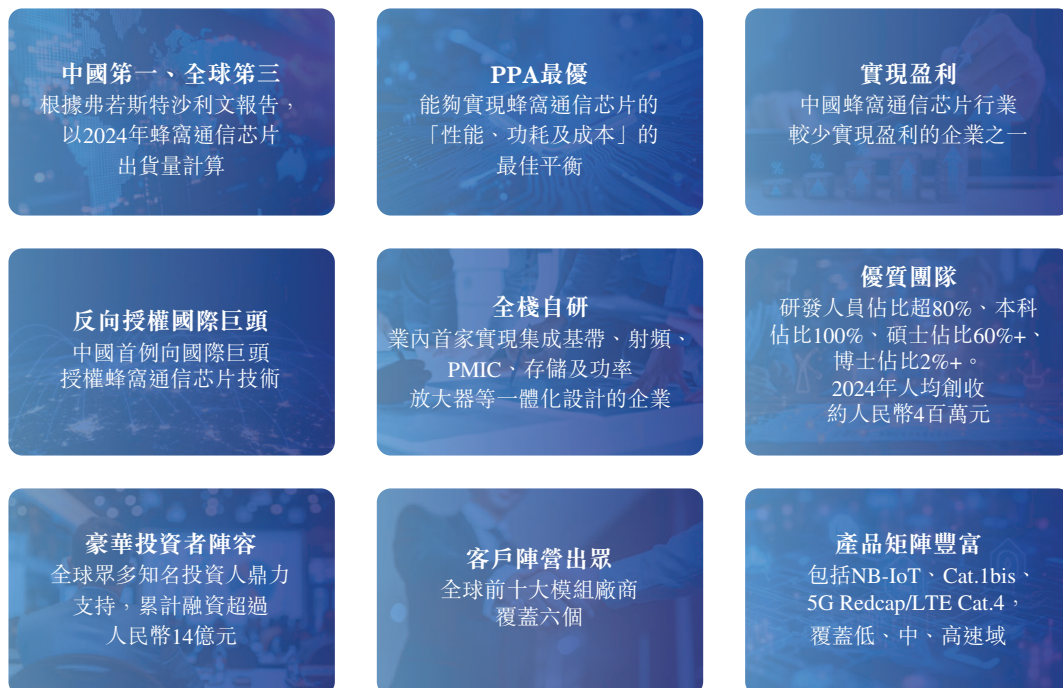 中國第一、全球第三
根據弗若斯特沙利文報告，
以2024年蜂窩通信芯片
出貨量計算
PPA最優
能夠實現蜂窩通信芯片的
「性能、功耗及成本」的
最佳平衡
實現盈利
中國蜂窩通信芯片行業
較少實現盈利的企業之一
反向授權國際巨頭
中國首例向國際巨頭
授權蜂窩通信芯片技術
全棧自研
業內首家實現集成基帶、射頻、
PMIC、存儲及功率
放大器等一體化設計的企業
優質團隊
研發人員佔比超80%、本科
佔比100%、碩士佔比60%+、
博士佔比2%+。
2024年人均創收
約人民幣4百萬元
豪華投資者陣容
全球眾多知名投資人鼎力
支持，累計融資超過
人民幣14億元
客戶陣營出眾
全球前十大模組廠商
覆蓋六個
產品矩陣豐富
包括NB-IoT、Cat.1bis、
5G Redcap/LTE Cat.4，
覆蓋低、中、高速域